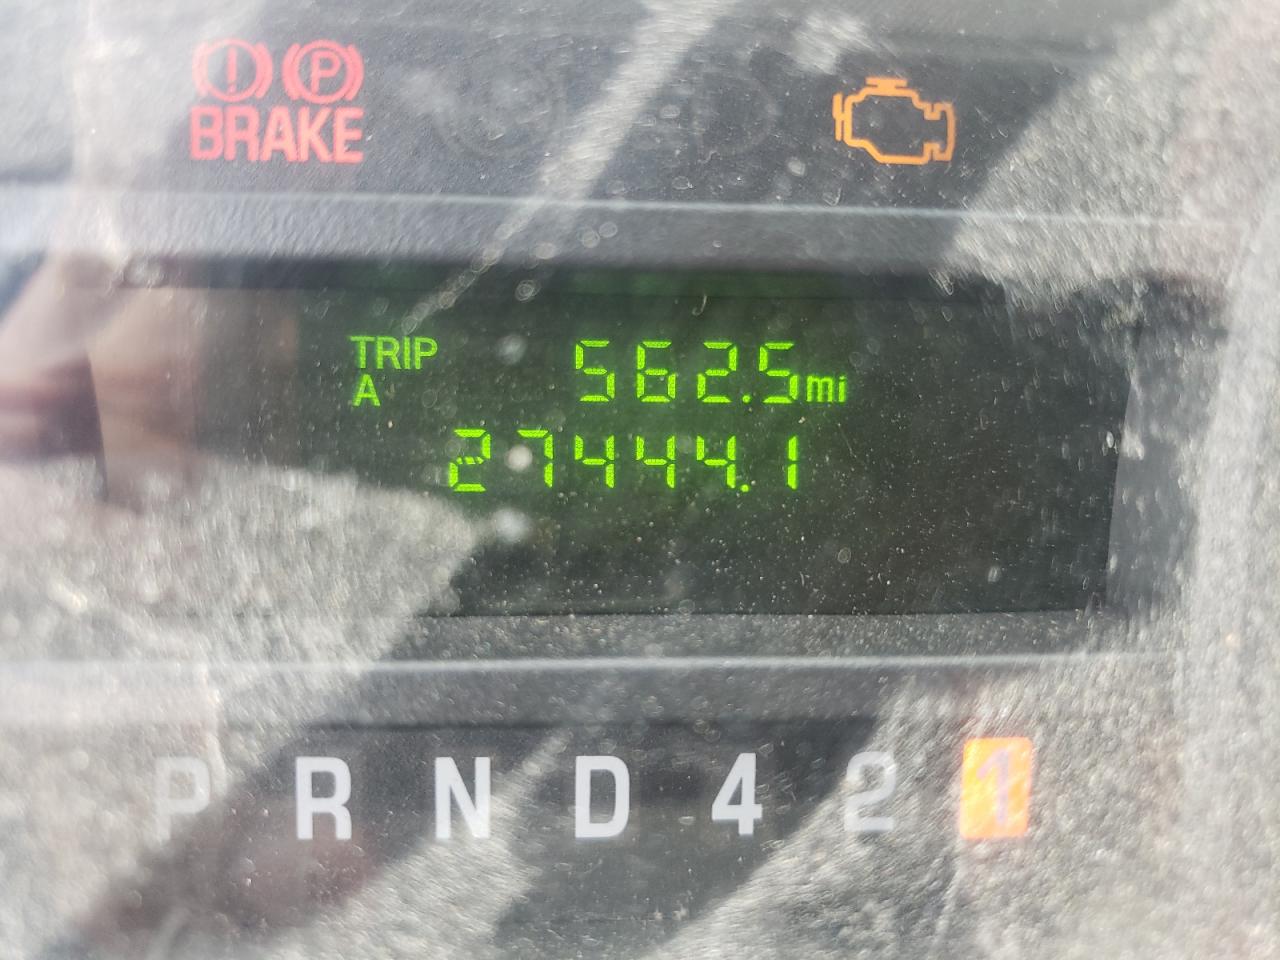 BRAKE
TRIP A 562.5mi
27444.1
P R N D 4 2 1